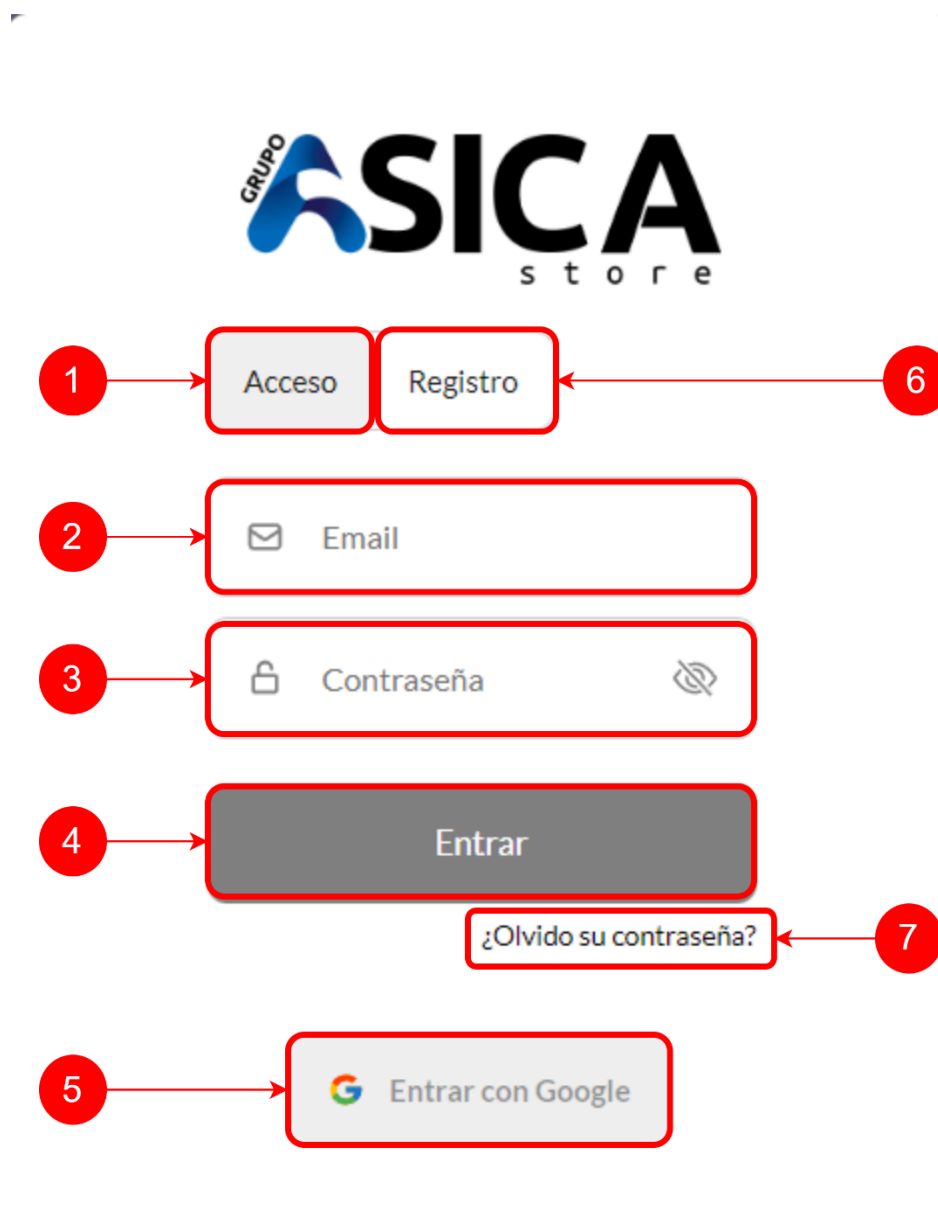 GRUPO
ASICA
store
1 Acceso Registro 6
2 Email
3 Contraseña
4 Entrar
¿Olvido su contraseña? 7
5 G Entrar con Google